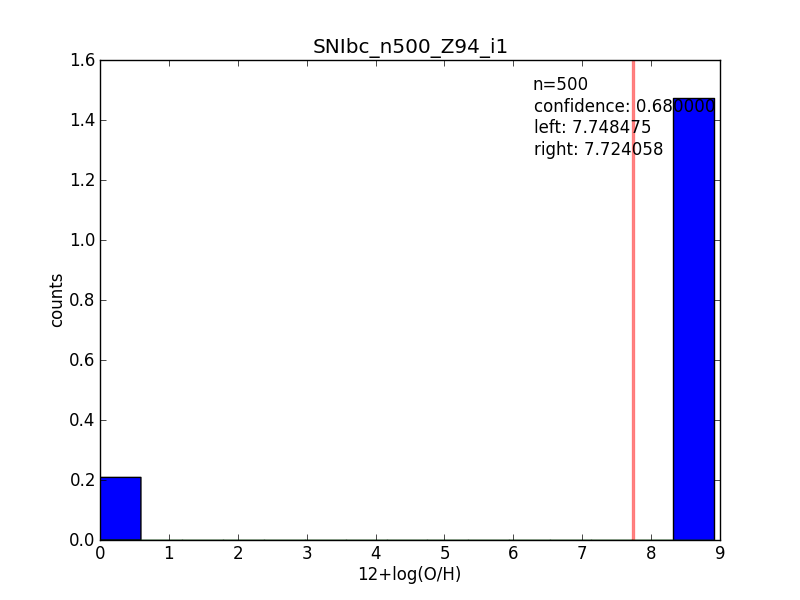 SNIbc_n500_Z94_i1
1.6
1.4
1.2
1.0
0.8
0.6
0.4
0.2
0.0
counts
n=500
confidence: 0.680000
left: 7.748475
right: 7.724058
0 1 2 3 4 5 6 7 8 9
12+log(O/H)